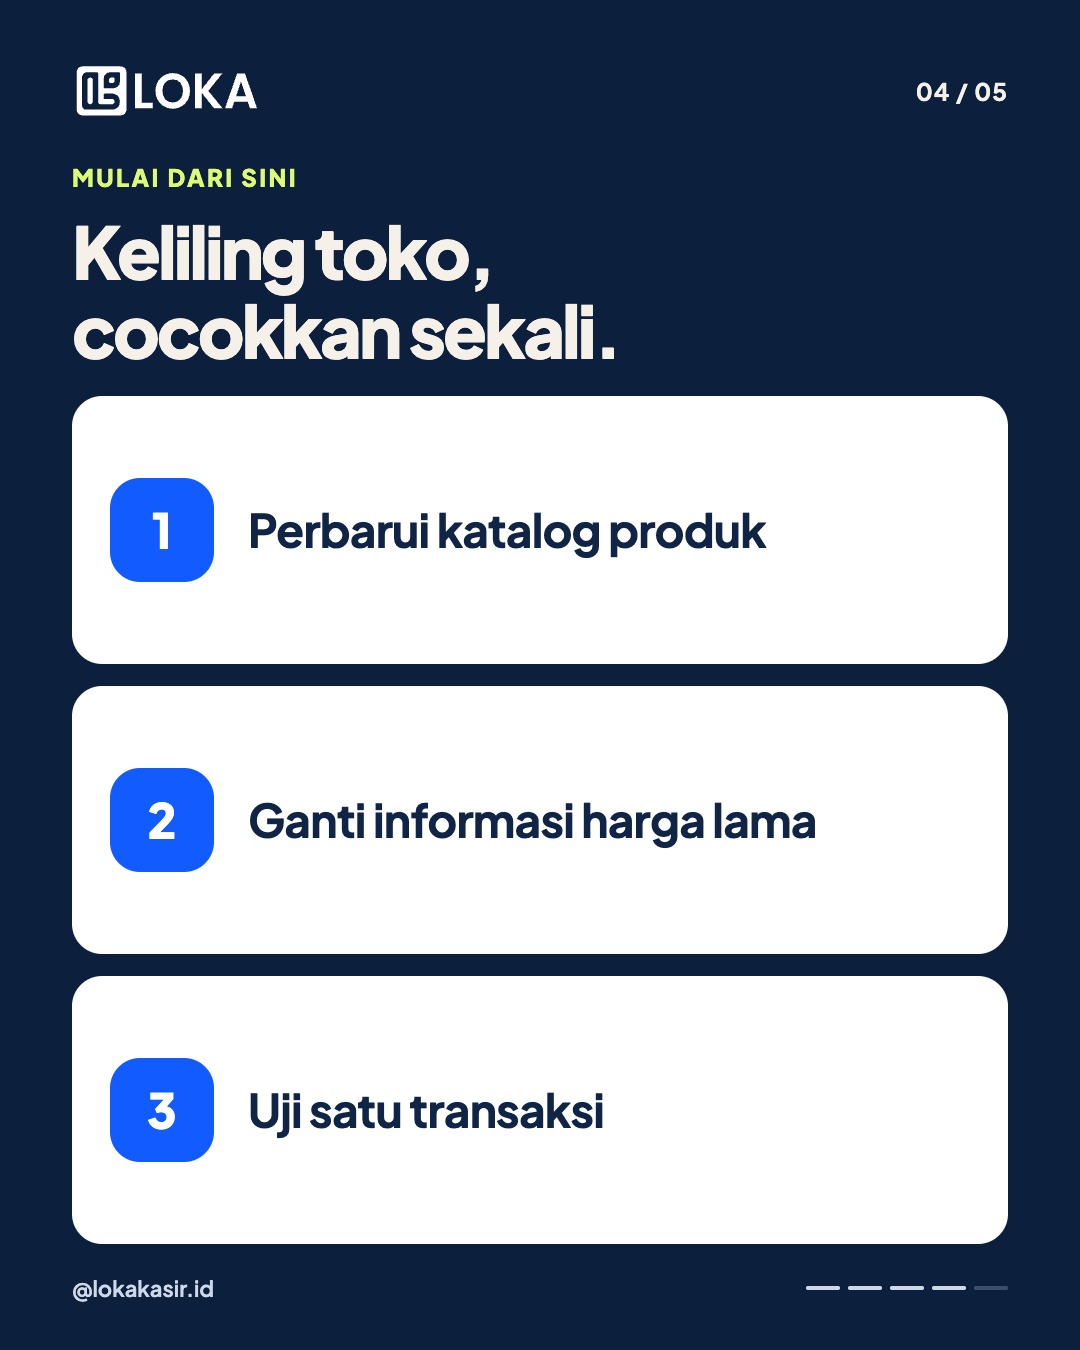 LOKA
04 / 05
MULAI DARI SINI
Keliling toko,
cocokkan sekali.
1
Perbarui katalog produk
2
Ganti informasi harga lama
3
Uji satu transaksi
@lokakasir.id